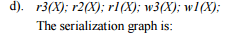 d). r3(X); r2(X); r1(X); w3(X); w1(X);
The serialization graph is: